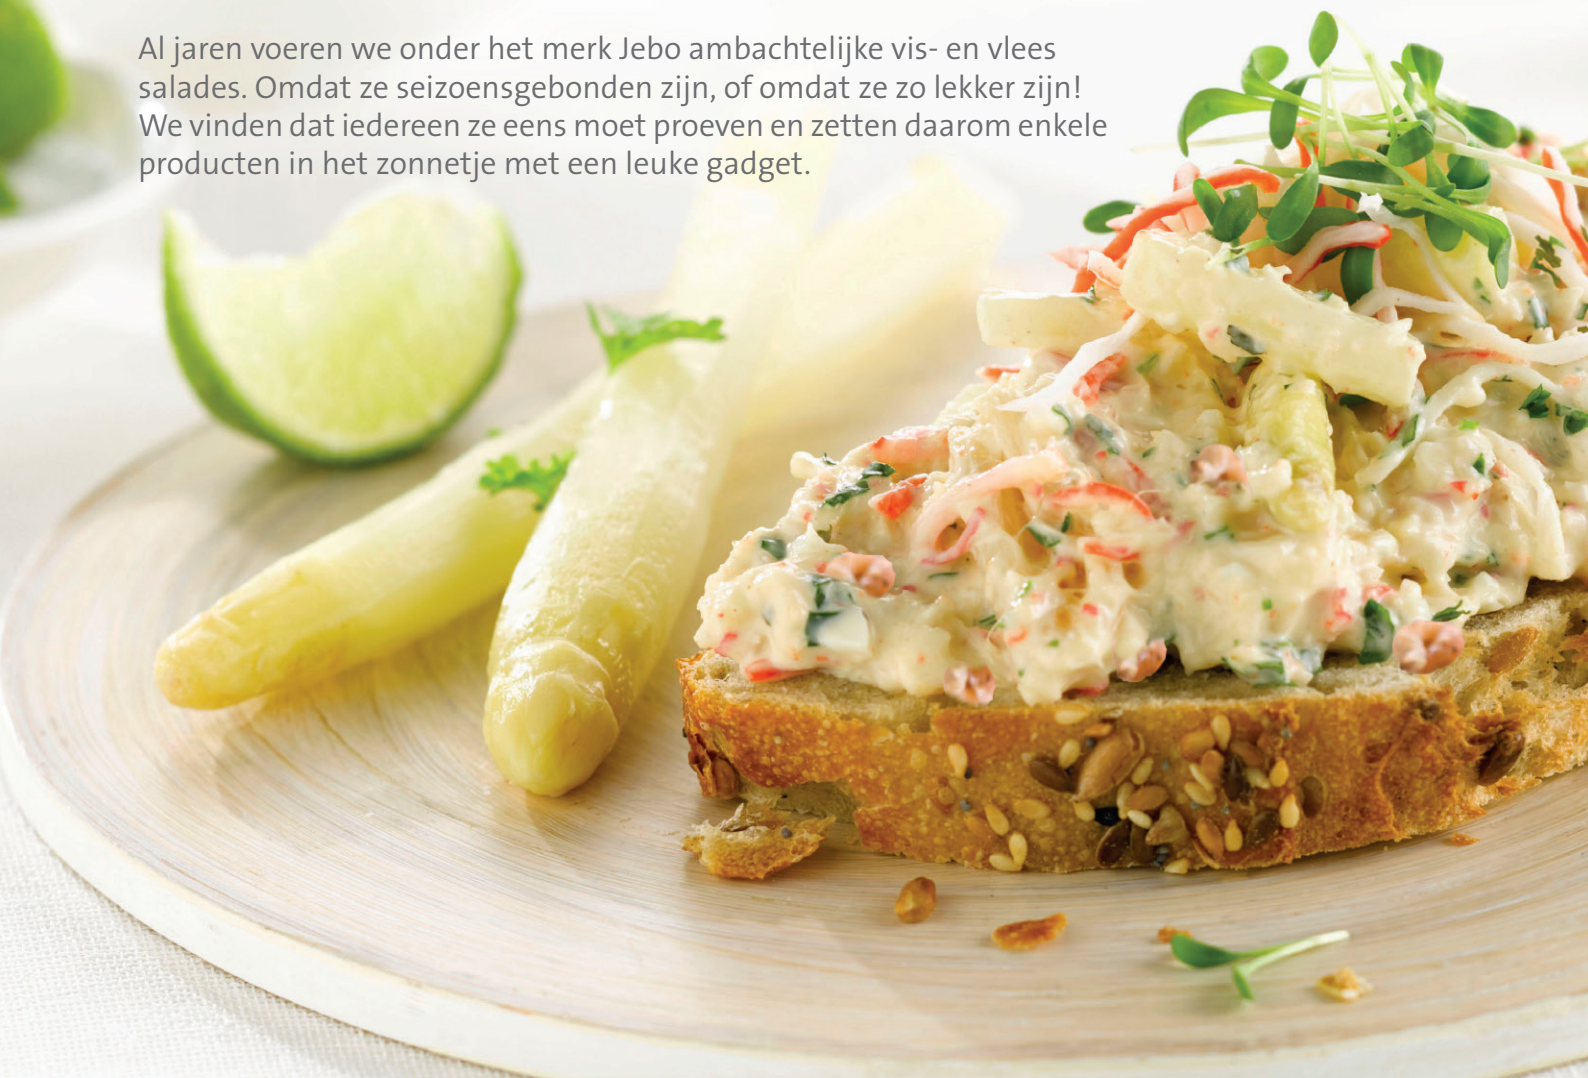 Al jaren voeren we onder het merk Jebo ambachtelijke vis- en vlees
salades. Omdat ze seizoensgebonden zijn, of omdat ze zo lekker zijn!
We vinden dat iedereen ze eens moet proeven en zetten daarom enkele
producten in het zonnetje met een leuke gadget.